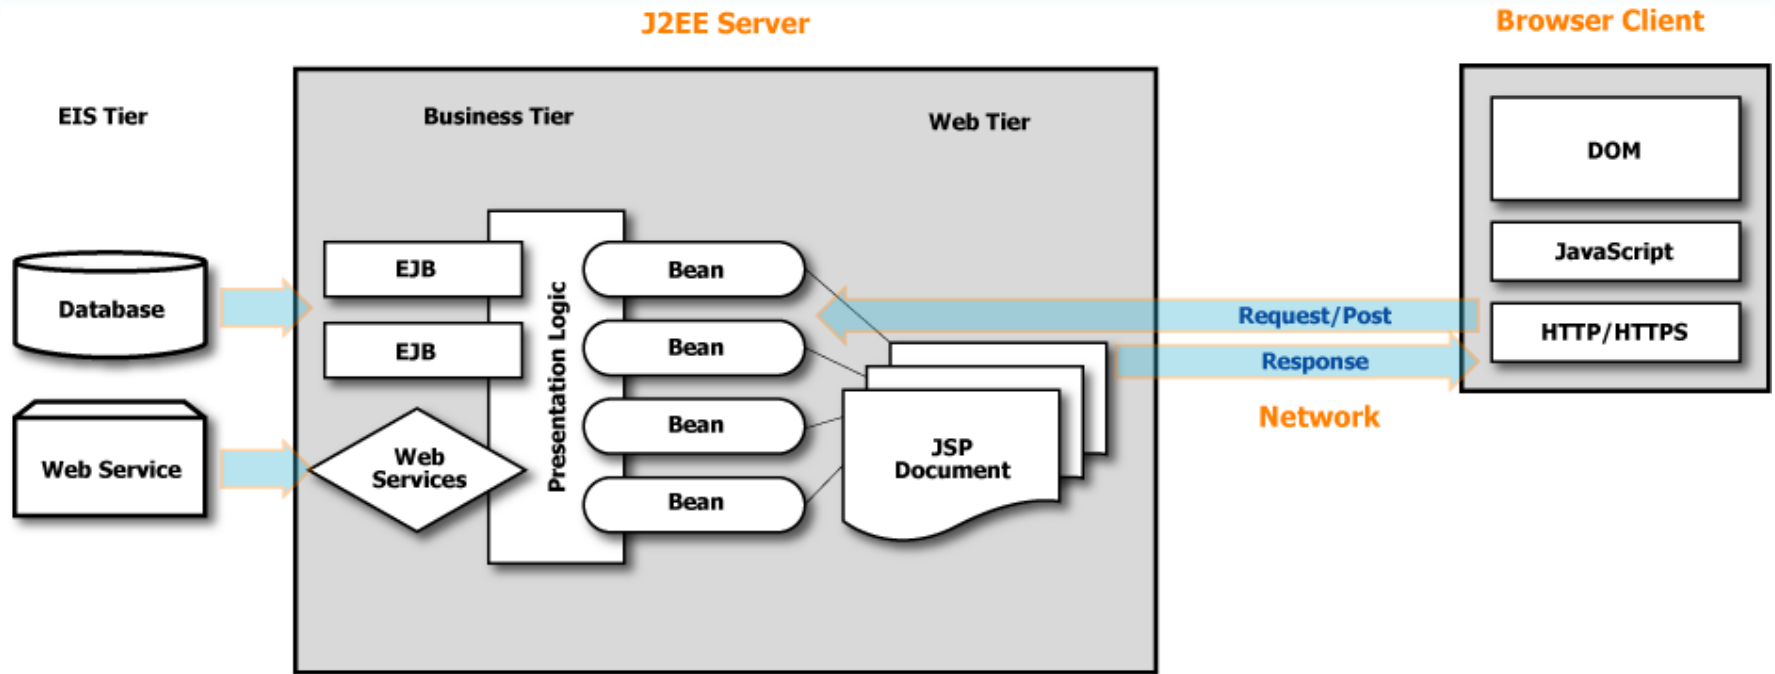 J2EE Server
Browser Client
EIS Tier
Business Tier
Web Tier
Database
Web Service
EJB
EJB
Web
Services
Presentation Logic
Bean
Bean
Bean
Bean
JSP
Document
Request/Post
Response
Network
DOM
JavaScript
HTTP/HTTPS